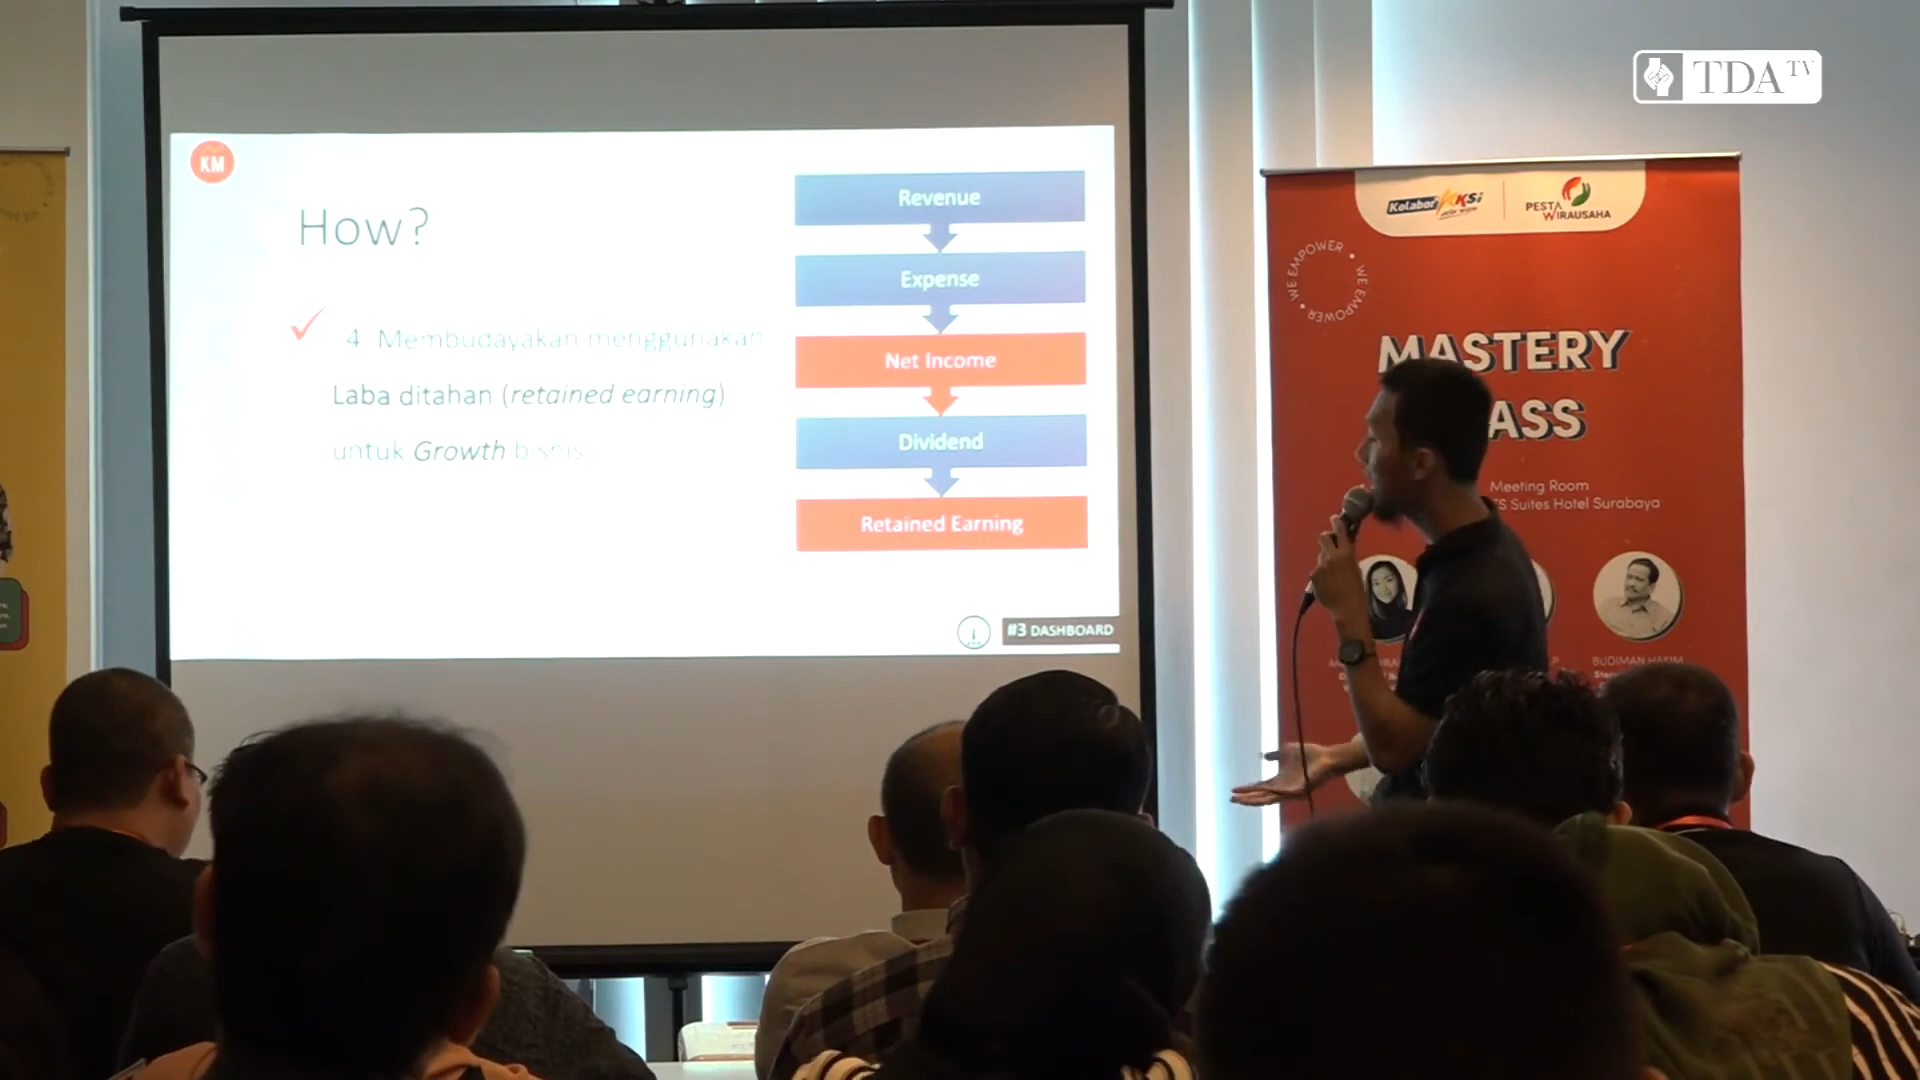 TDA TV
KM
How?
4. Membudayakan menggunakan
Laba ditahan (retained earning)
untuk Growth bisnis
Revenue
Expense
Net Income
Dividend
Retained Earning
#3 DASHBOARD
PESTA
WIRAUSAHA
WE EMPOWER • WE EMPOWER •
MASTERY
ASS
Meeting Room
Suites Hotel Surabaya
BUDIMAN HAKIM